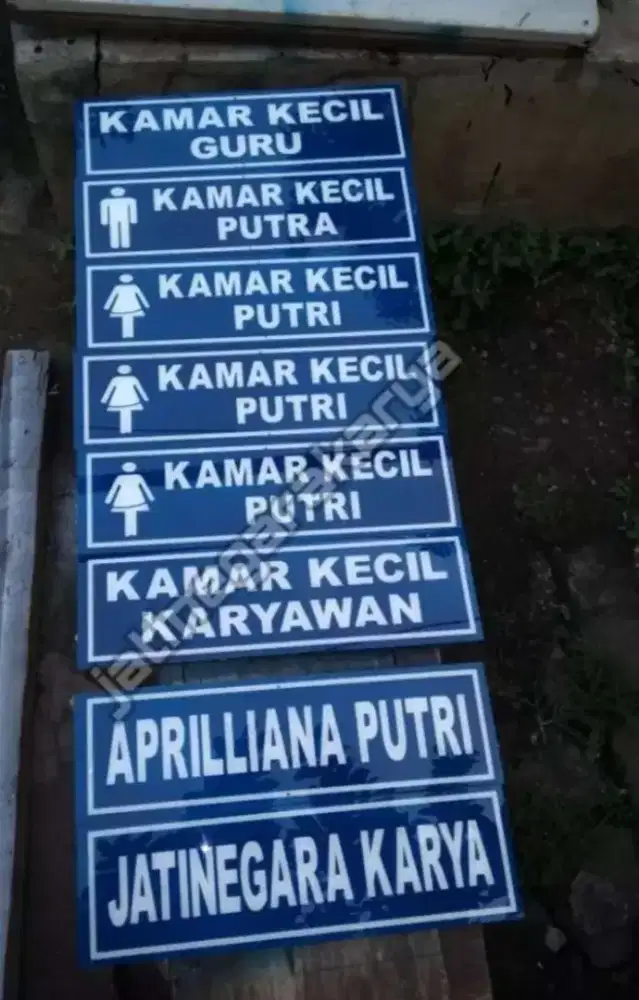 KAMAR KECIL
GURU
KAMAR KECIL
PUTRA
KAMAR KECIL
PUTRI
KAMAR KECIL
PUTRI
KAMAR KECIL
PUTRI
KAMAR KECIL
KARYAWAN
APRILLIANA PUTRI
JATINEGARA KARYA
jatinegarakarya